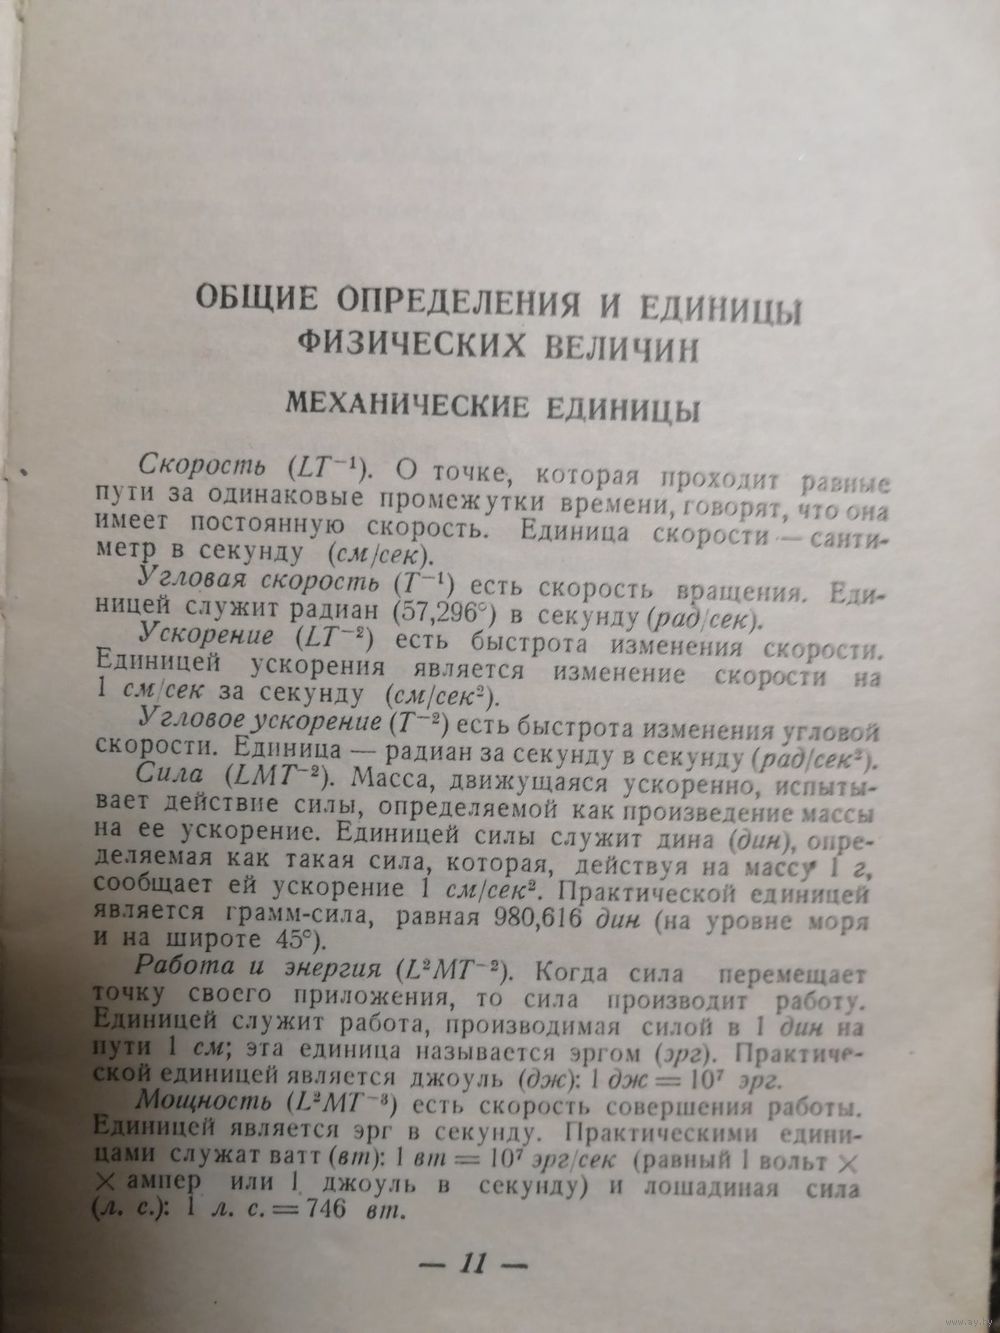 ОБЩИЕ ОПРЕДЕЛЕНИЯ И ЕДИНИЦЫ
ФИЗИЧЕСКИХ ВЕЛИЧИН
МЕХАНИЧЕСКИЕ ЕДИНИЦЫ
Скорость (LT⁻¹). О точке, которая проходит равные
пути за одинаковые промежутки времени, говорят, что она
имеет постоянную скорость. Единица скорости — санти-
метр в секунду (см/сек).
Угловая скорость (T⁻¹) есть скорость вращения. Еди-
ницей служит радиан (57,296°) в секунду (рад/сек).
Ускорение (LT⁻²) есть быстрота изменения скорости.
Единицей ускорения является изменение скорости на
1 см/сек за секунду (см/сек²).
Угловое ускорение (T⁻²) есть быстрота изменения угловой
скорости. Единица — радиан за секунду в секунду (рад/сек²).
Сила (LMT⁻²). Масса, движущаяся ускоренно, испыты-
вает действие силы, определяемой как произведение массы
на ее ускорение. Единицей силы служит дина (дин), опре-
деляемая как такая сила, которая, действуя на массу 1 г,
сообщает ей ускорение 1 см/сек². Практической единицей
является грамм-сила, равная 980,616 дин (на уровне моря
и на широте 45°).
Работа и энергия (L²MT⁻²). Когда сила перемещает
точку своего приложения, то сила производит работу.
Единицей служит работа, производимая силой в 1 дин на
пути 1 см; эта единица называется эргом (эрг). Практиче-
ской единицей является джоуль (дж): 1 дж = 10⁷ эрг.
Мощность (L²MT⁻³) есть скорость совершения работы.
Единицей является эрг в секунду. Практическими едини-
цами служат ватт (вт): 1 вт = 10⁷ эрг/сек (равный 1 вольт ×
× ампер или 1 джоуль в секунду) и лошадиная сила
(л. с.): 1 л. с. = 746 вт.
— 11 —
www.ay.by